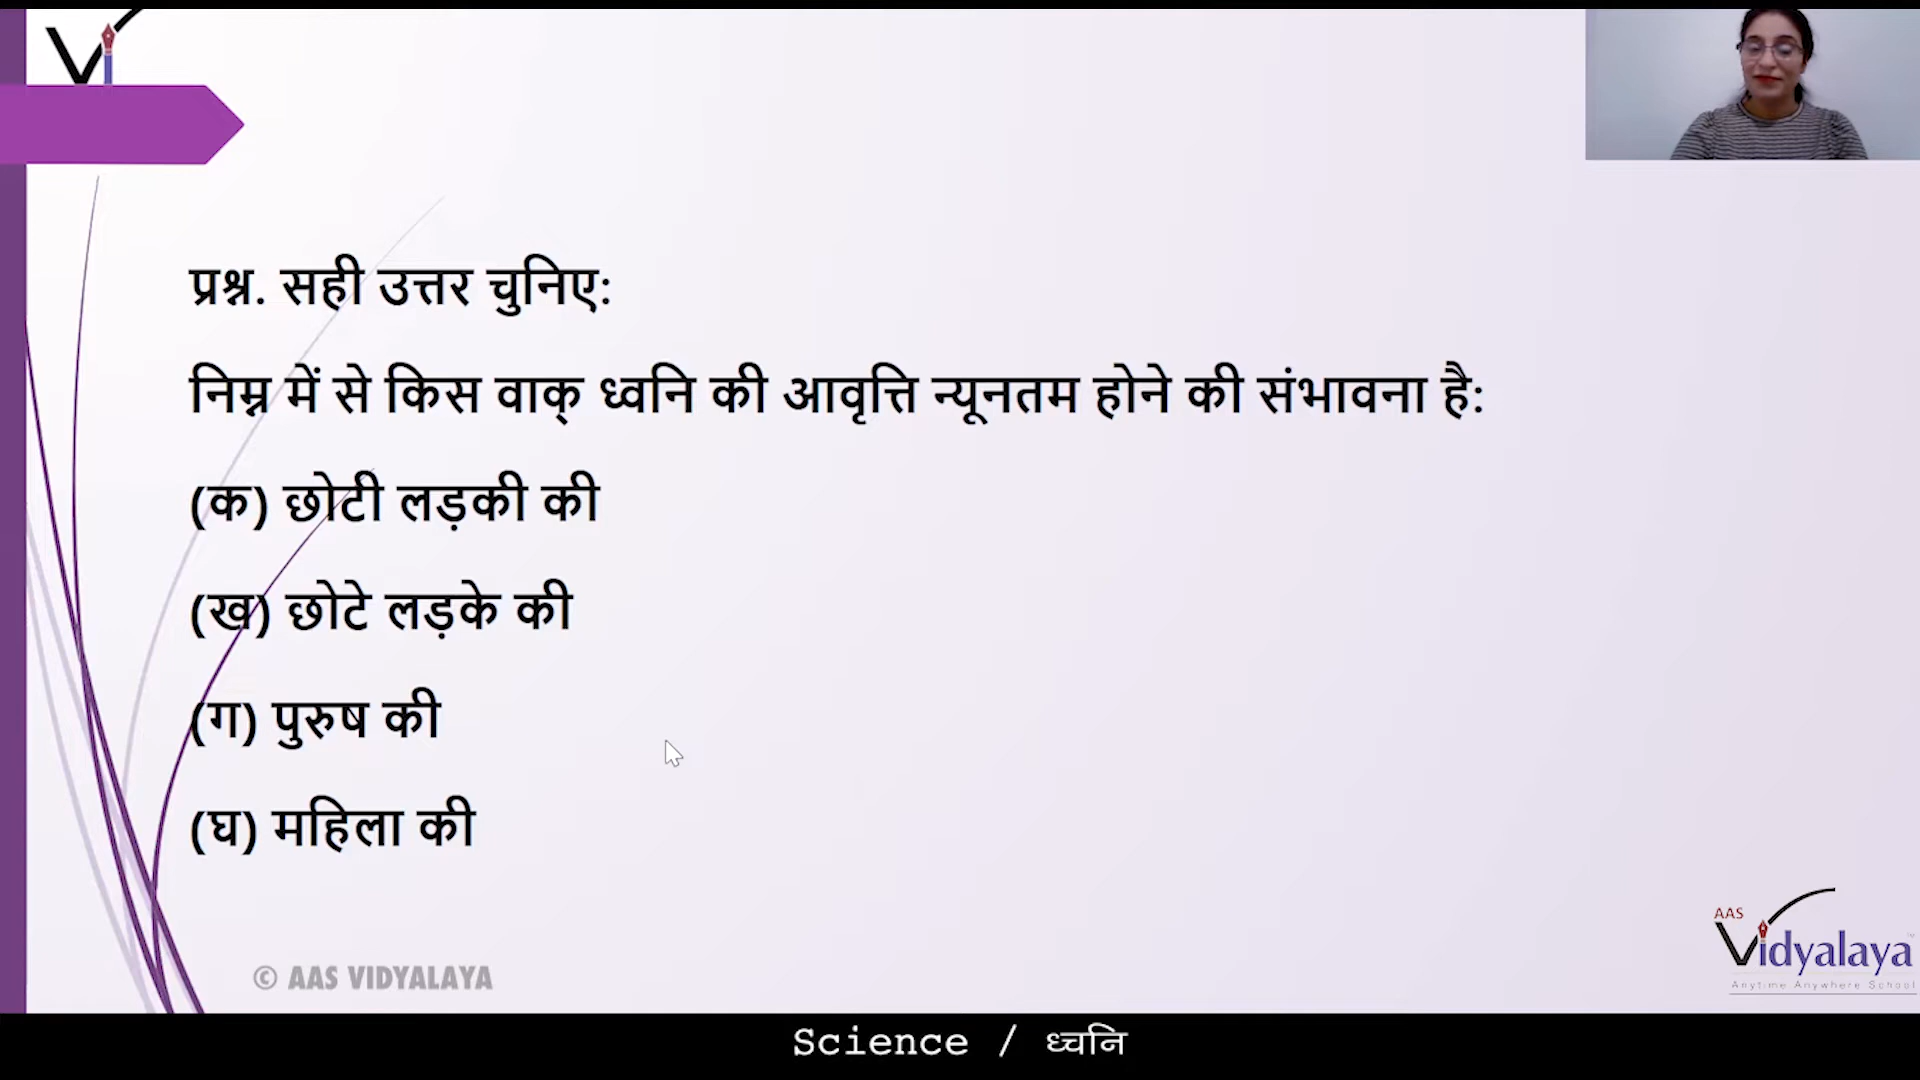 Vi
प्रश्न. सही उत्तर चुनिए:
निम्न में से किस वाक् ध्वनि की आवृत्ति न्यूनतम होने की संभावना है:
(क) छोटी लड़की की
(ख) छोटे लड़के की
(ग) पुरुष की
(घ) महिला की
AAS
Vidyalaya
Anytime Anywhere School
© AAS VIDYALAYA
Science / ध्वनि